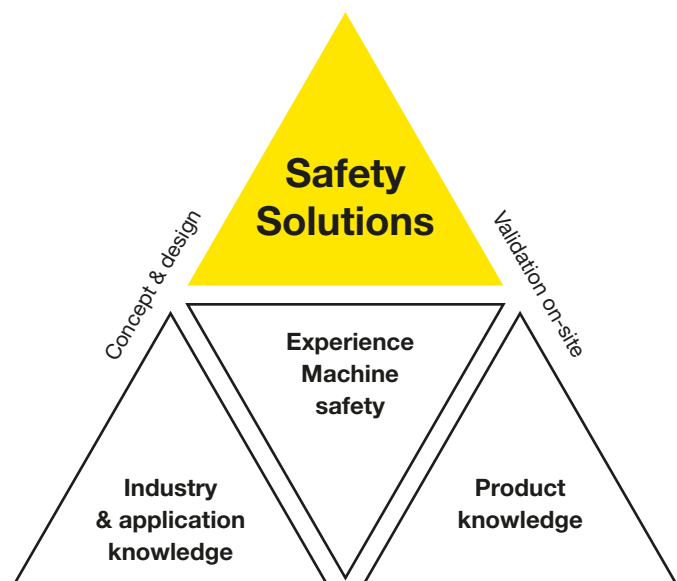 Safety
Solutions
Concept & design
Validation on-site
Experience
Machine
safety
Industry
& application
knowledge
Product
knowledge